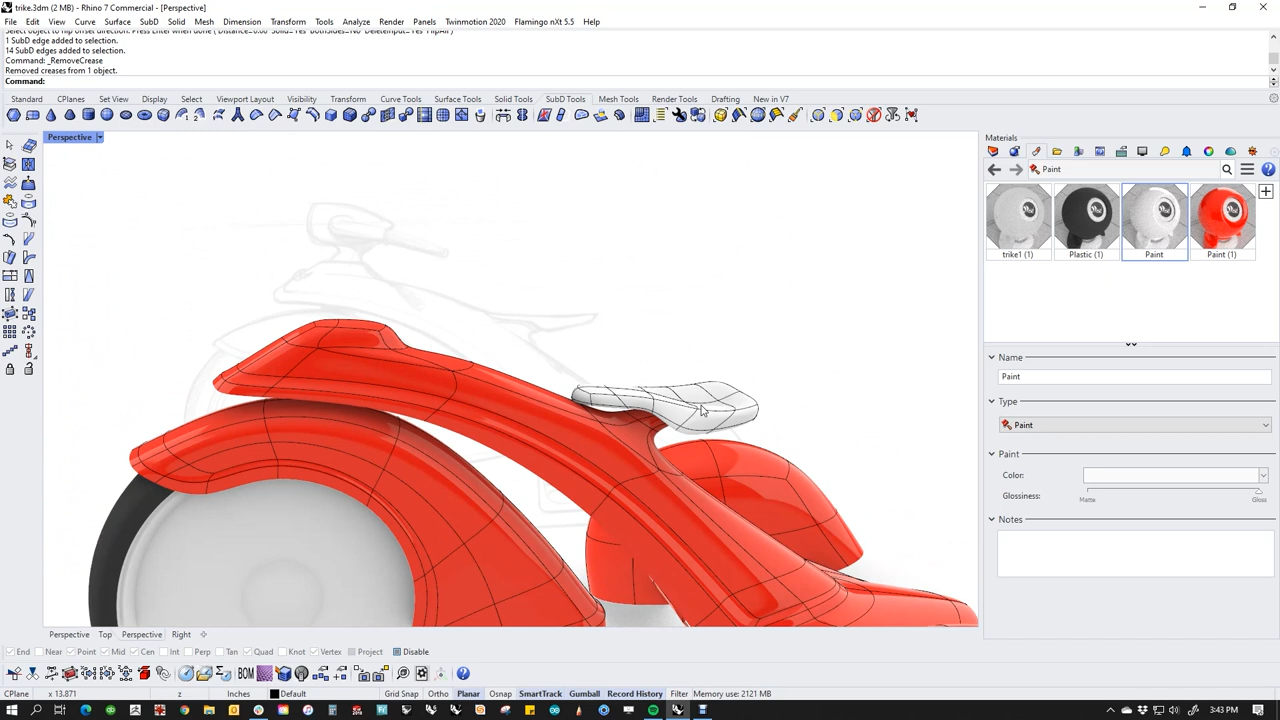 trike.3dm (2 MB) - Rhino 7 Commercial - [Perspective]
File Edit View Curve Surface SubD Solid Mesh Dimension Transform Tools Analyze Render Panels Twinmotion 2020 Flamingo nXt 5.5 Help
1 SubD edge added to selection.
14 SubD edges added to selection.
Command: _RemoveCrease
Removed creases from 1 object.
Command:
Standard CPlanes Set View Display Select Viewport Layout Visibility Transform Curve Tools Surface Tools Solid Tools SubD Tools Mesh Tools Render Tools Drafting New in V7
Perspective
Materials
Paint
trike1 (1) Plastic (1) Paint Paint (1)
Name
Paint
Type
Paint
Paint
Color:
Glossiness: Matte Gloss
Notes
Perspective Top Perspective Right
End Near Point Mid Cen Int Perp Tan Quad Knot Vertex Project Disable
BOM
CPlane x 13.871 z Inches Default Grid Snap Ortho Planar Osnap SmartTrack Gumball Record History Filter Memory use: 2121 MB
3:43 PM